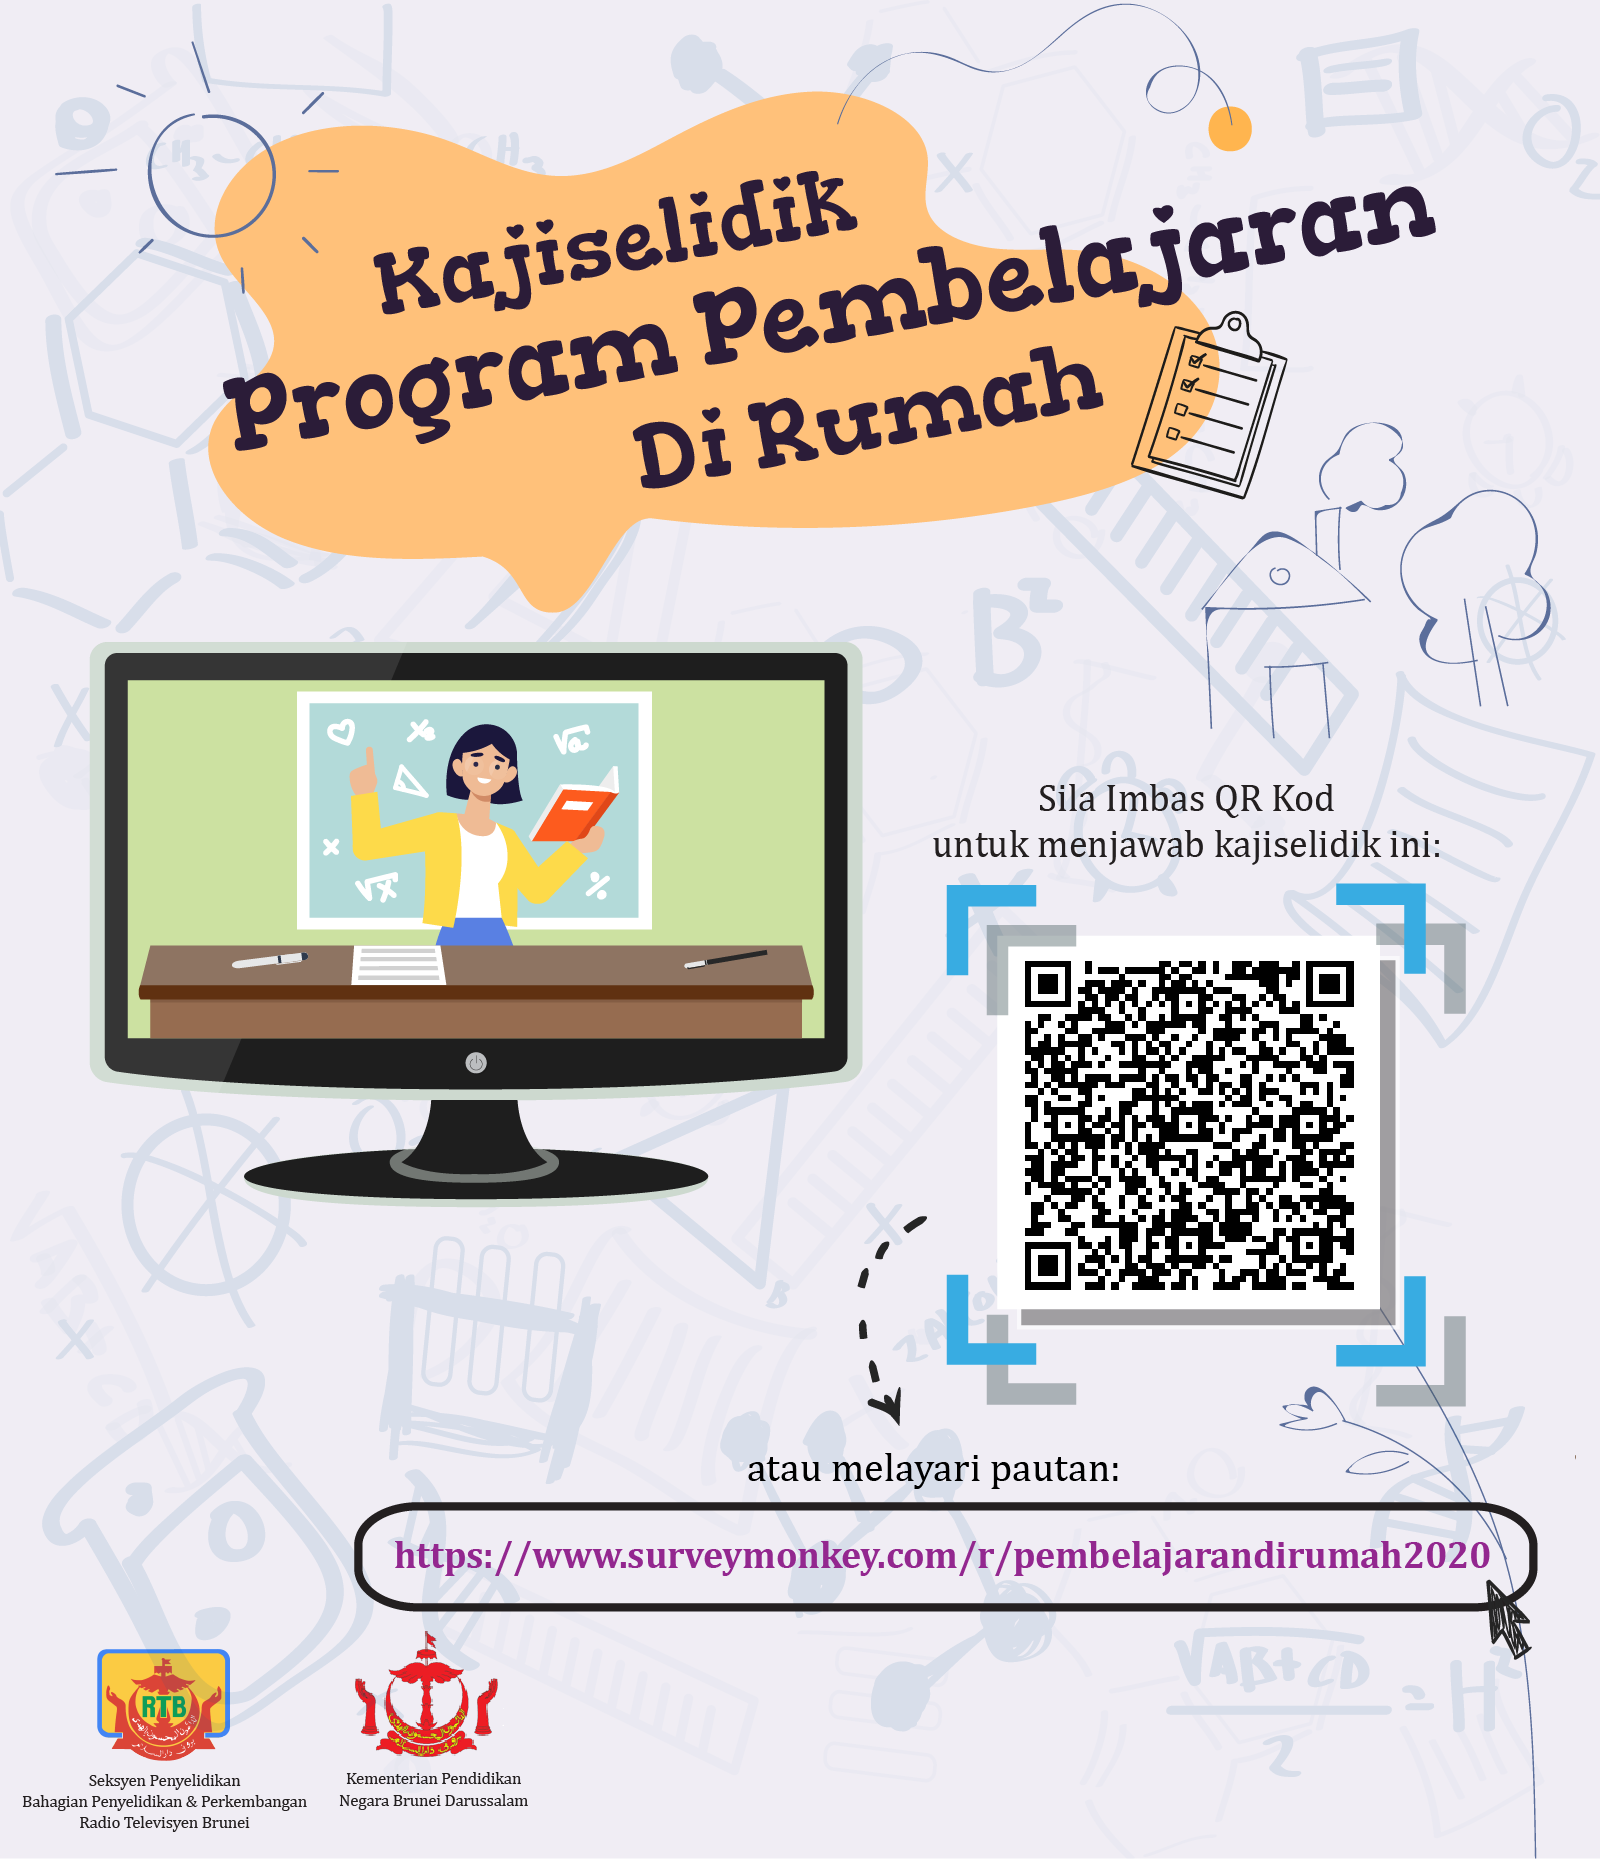 Kajiselidik
Program Pembelajaran
Di Rumah
Sila Imbas QR Kod
untuk menjawab kajiselidik ini:
atau melayari pautan:
https://www.surveymonkey.com/r/pembelajarandirumah2020
RTB
Seksyen Penyelidikan
Bahagian Penyelidikan & Perkembangan
Radio Televisyen Brunei
Kementerian Pendidikan
Negara Brunei Darussalam